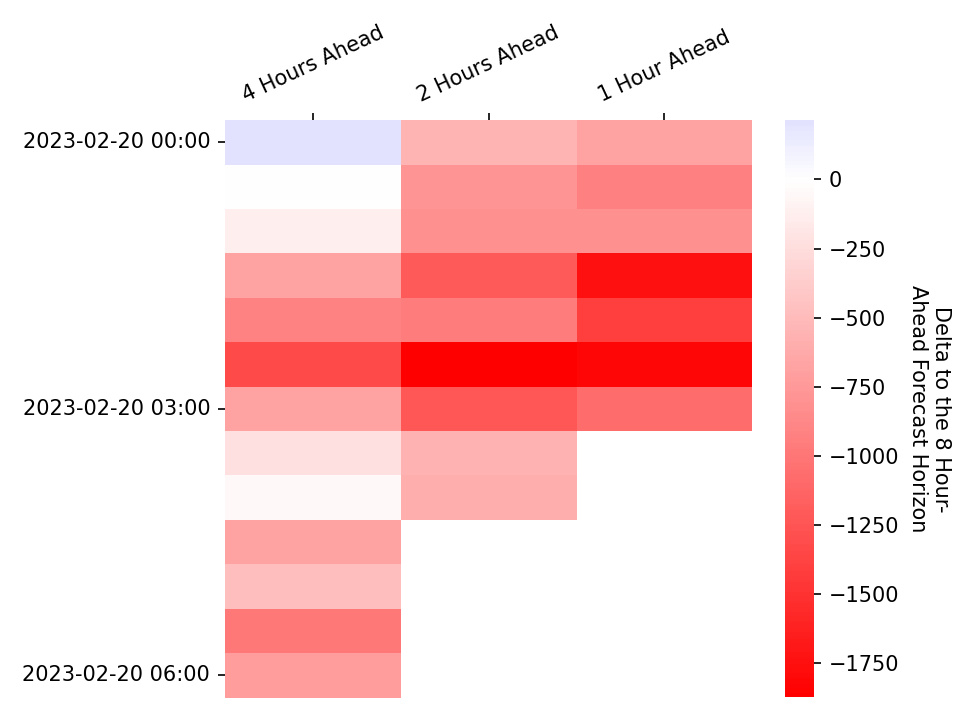 4 Hours Ahead
2 Hours Ahead
1 Hour Ahead
2023-02-20 00:00
2023-02-20 03:00
2023-02-20 06:00
0
−250
−500
−750
−1000
−1250
−1500
−1750
Delta to the 8 Hour-
Ahead Forecast Horizon